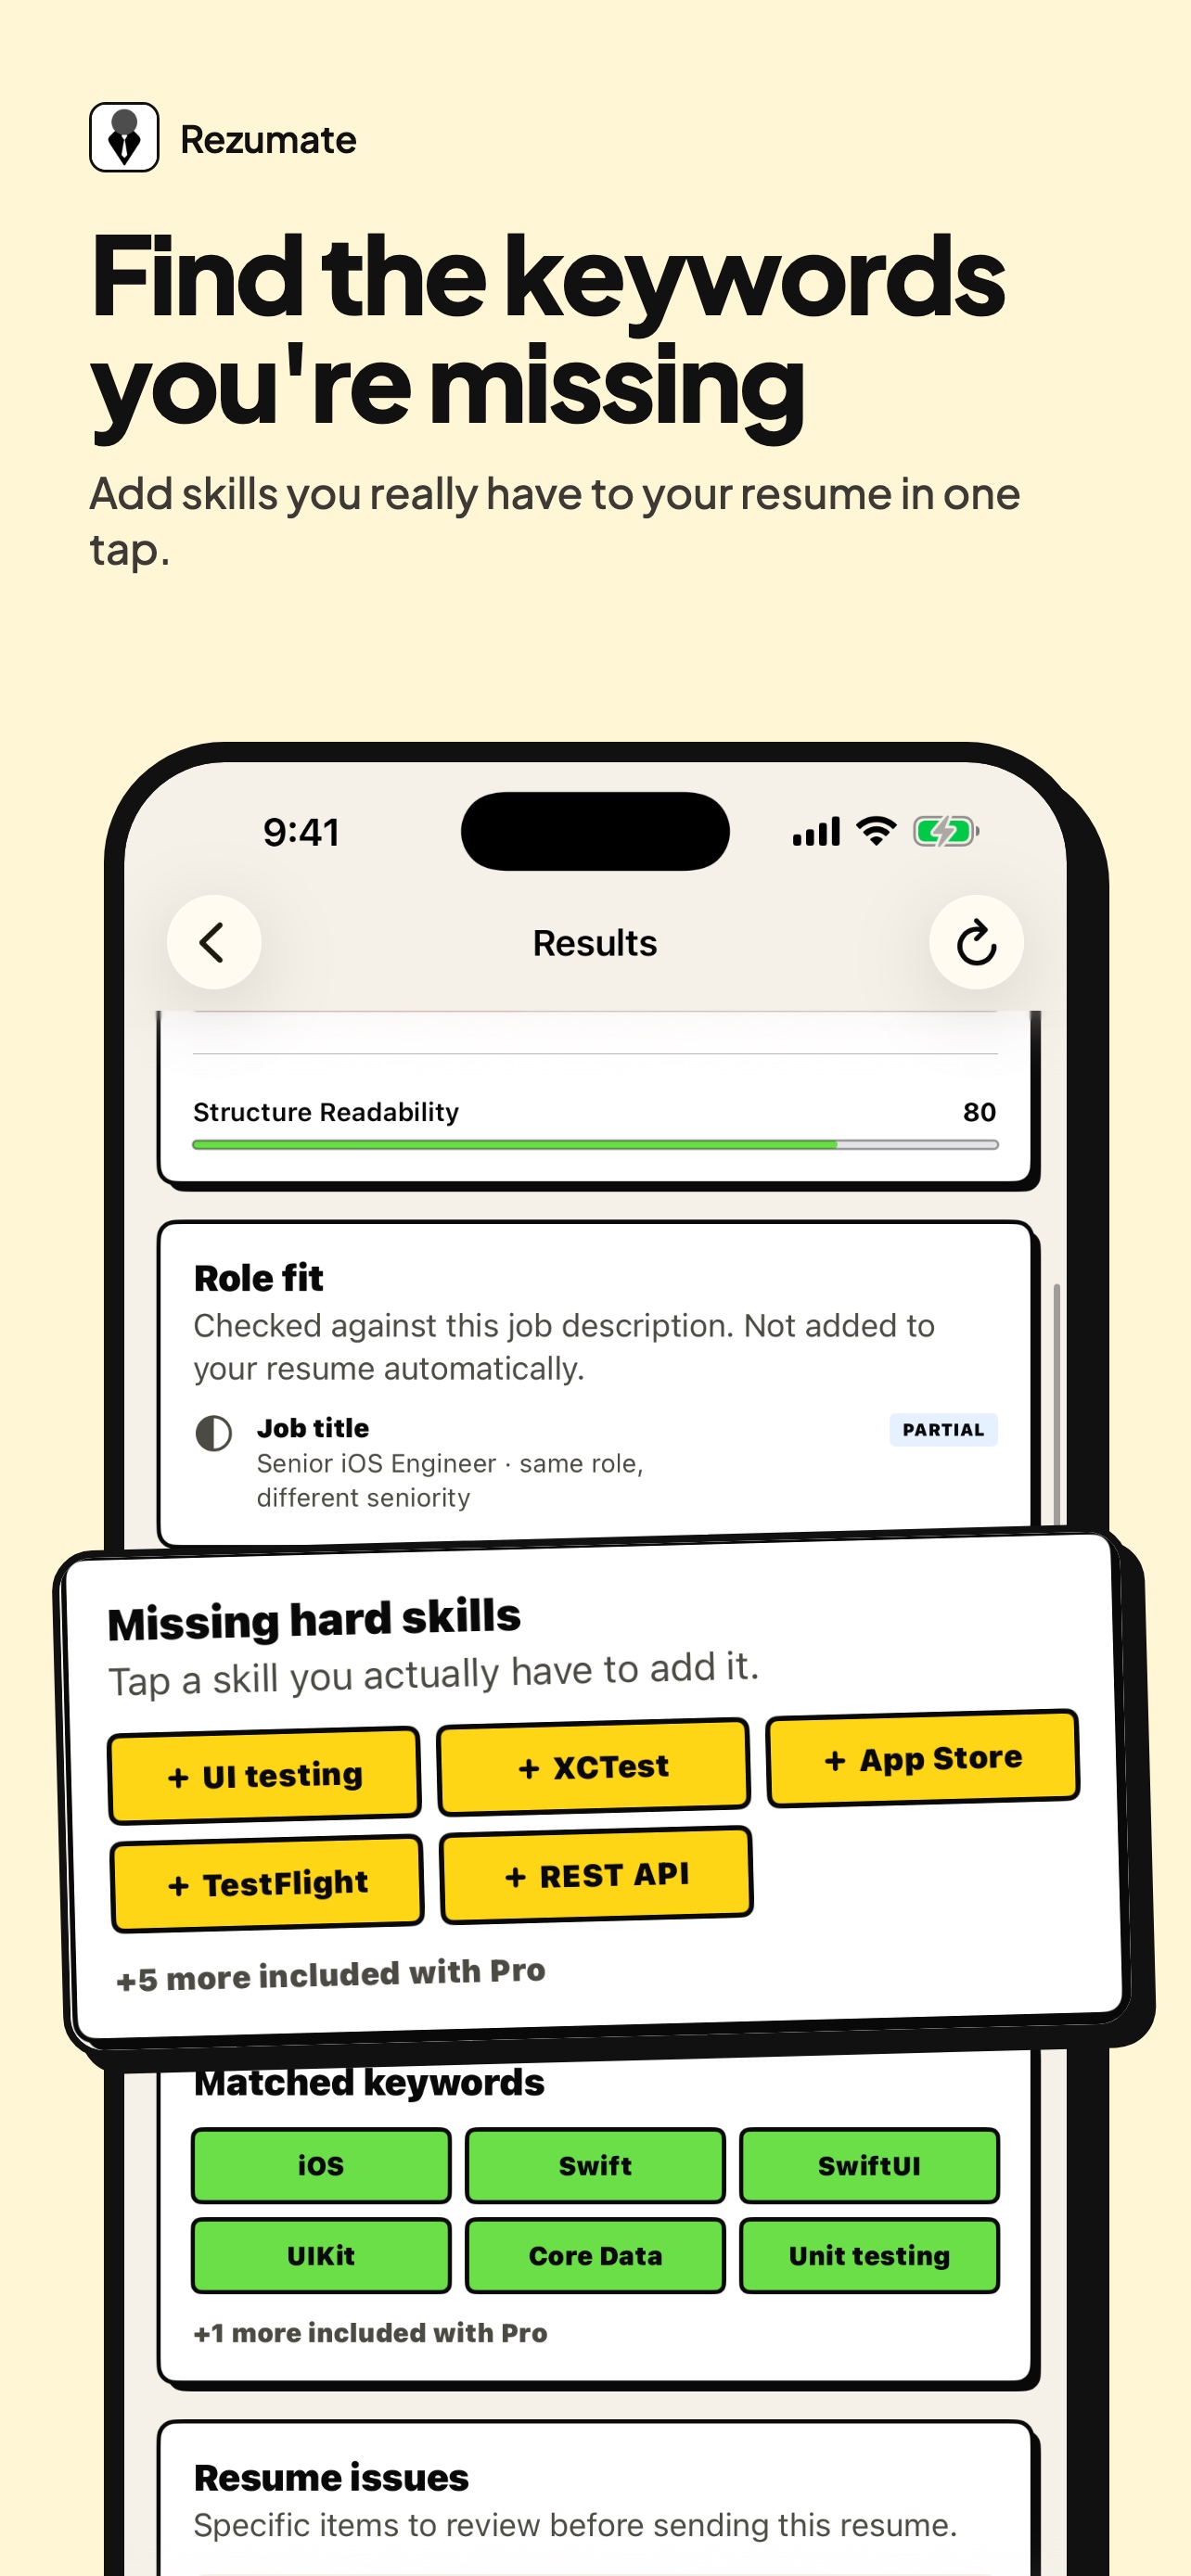 Rezumate
Find the keywords
you're missing
Add skills you really have to your resume in one
tap.
9:41
Results
Structure Readability 80
Role fit
Checked against this job description. Not added to
your resume automatically.
Job title PARTIAL
Senior iOS Engineer · same role,
different seniority
Missing hard skills
Tap a skill you actually have to add it.
+ UI testing + XCTest + App Store
+ TestFlight + REST API
+5 more included with Pro
Matched keywords
iOS Swift SwiftUI
UIKit Core Data Unit testing
+1 more included with Pro
Resume issues
Specific items to review before sending this resume.